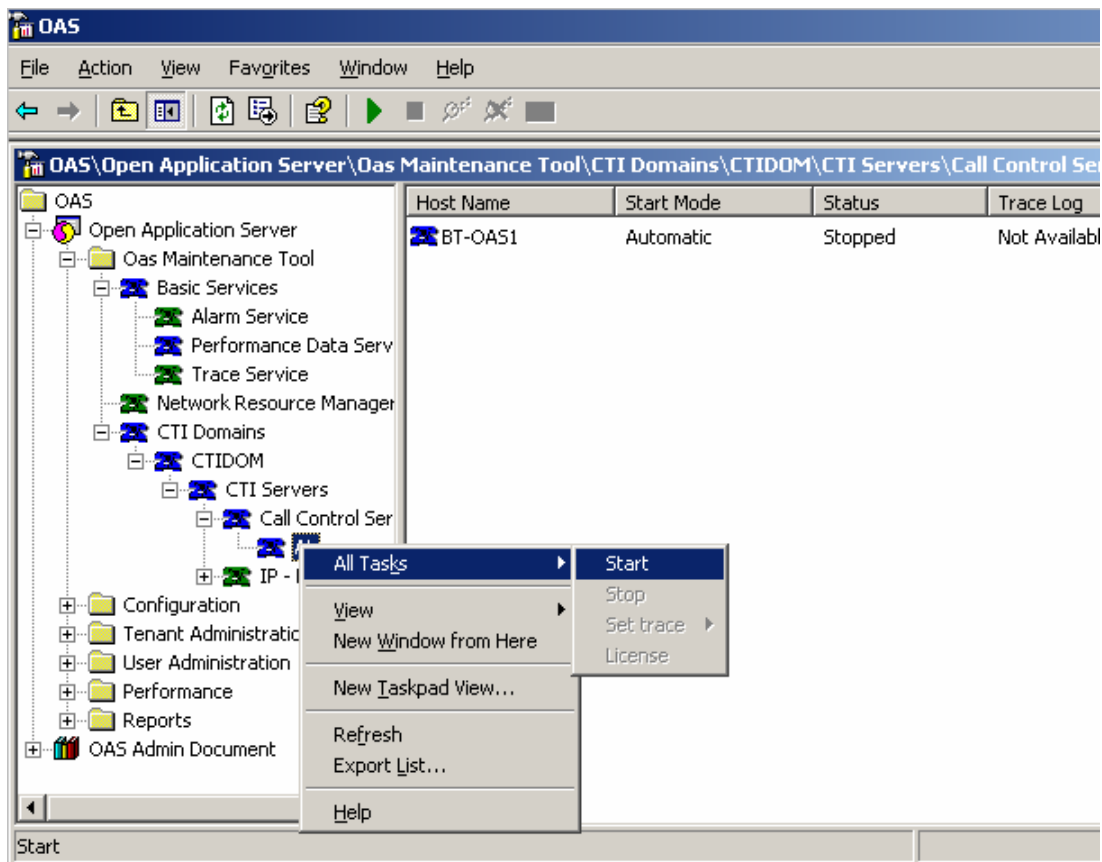 OAS
File Action View Favorites Window Help
OAS\Open Application Server\Oas Maintenance Tool\CTI Domains\CTIDOM\CTI Servers\Call Control Se
OAS
Host Name Start Mode Status Trace Log
Open Application Server
BT-OAS1 Automatic Stopped Not Availabl
Oas Maintenance Tool
Basic Services
Alarm Service
Performance Data Serv
Trace Service
Network Resource Manager
CTI Domains
CTIDOM
CTI Servers
Call Control Ser
IP -
Configuration
Tenant Administratic
User Administration
Performance
Reports
OAS Admin Document
All Tasks
View
New Window from Here
New Taskpad View...
Refresh
Export List...
Help
Start
Stop
Set trace
License
Start